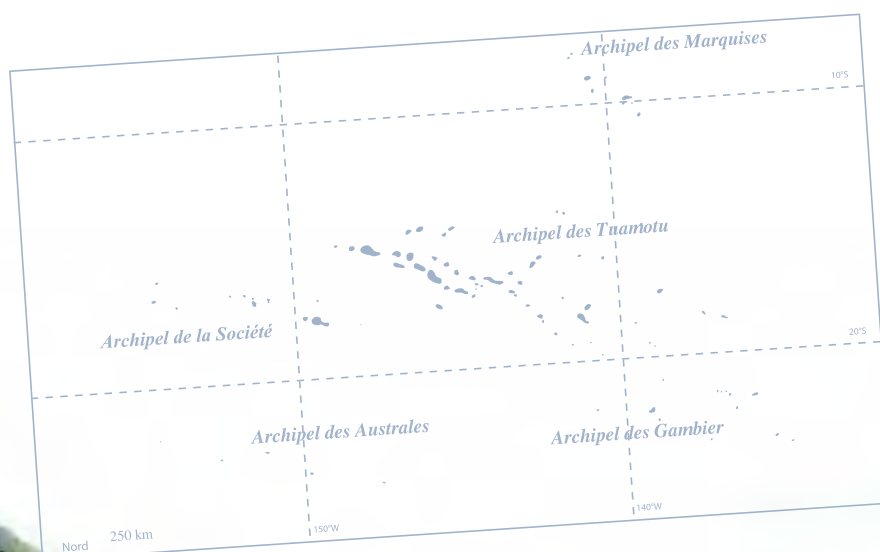 Archipel des Marquises
10°S
Archipel des Tuamotu
Archipel de la Société
20°S
Archipel des Australes
Archipel des Gambier
150°W
140°W
Nord
250 km